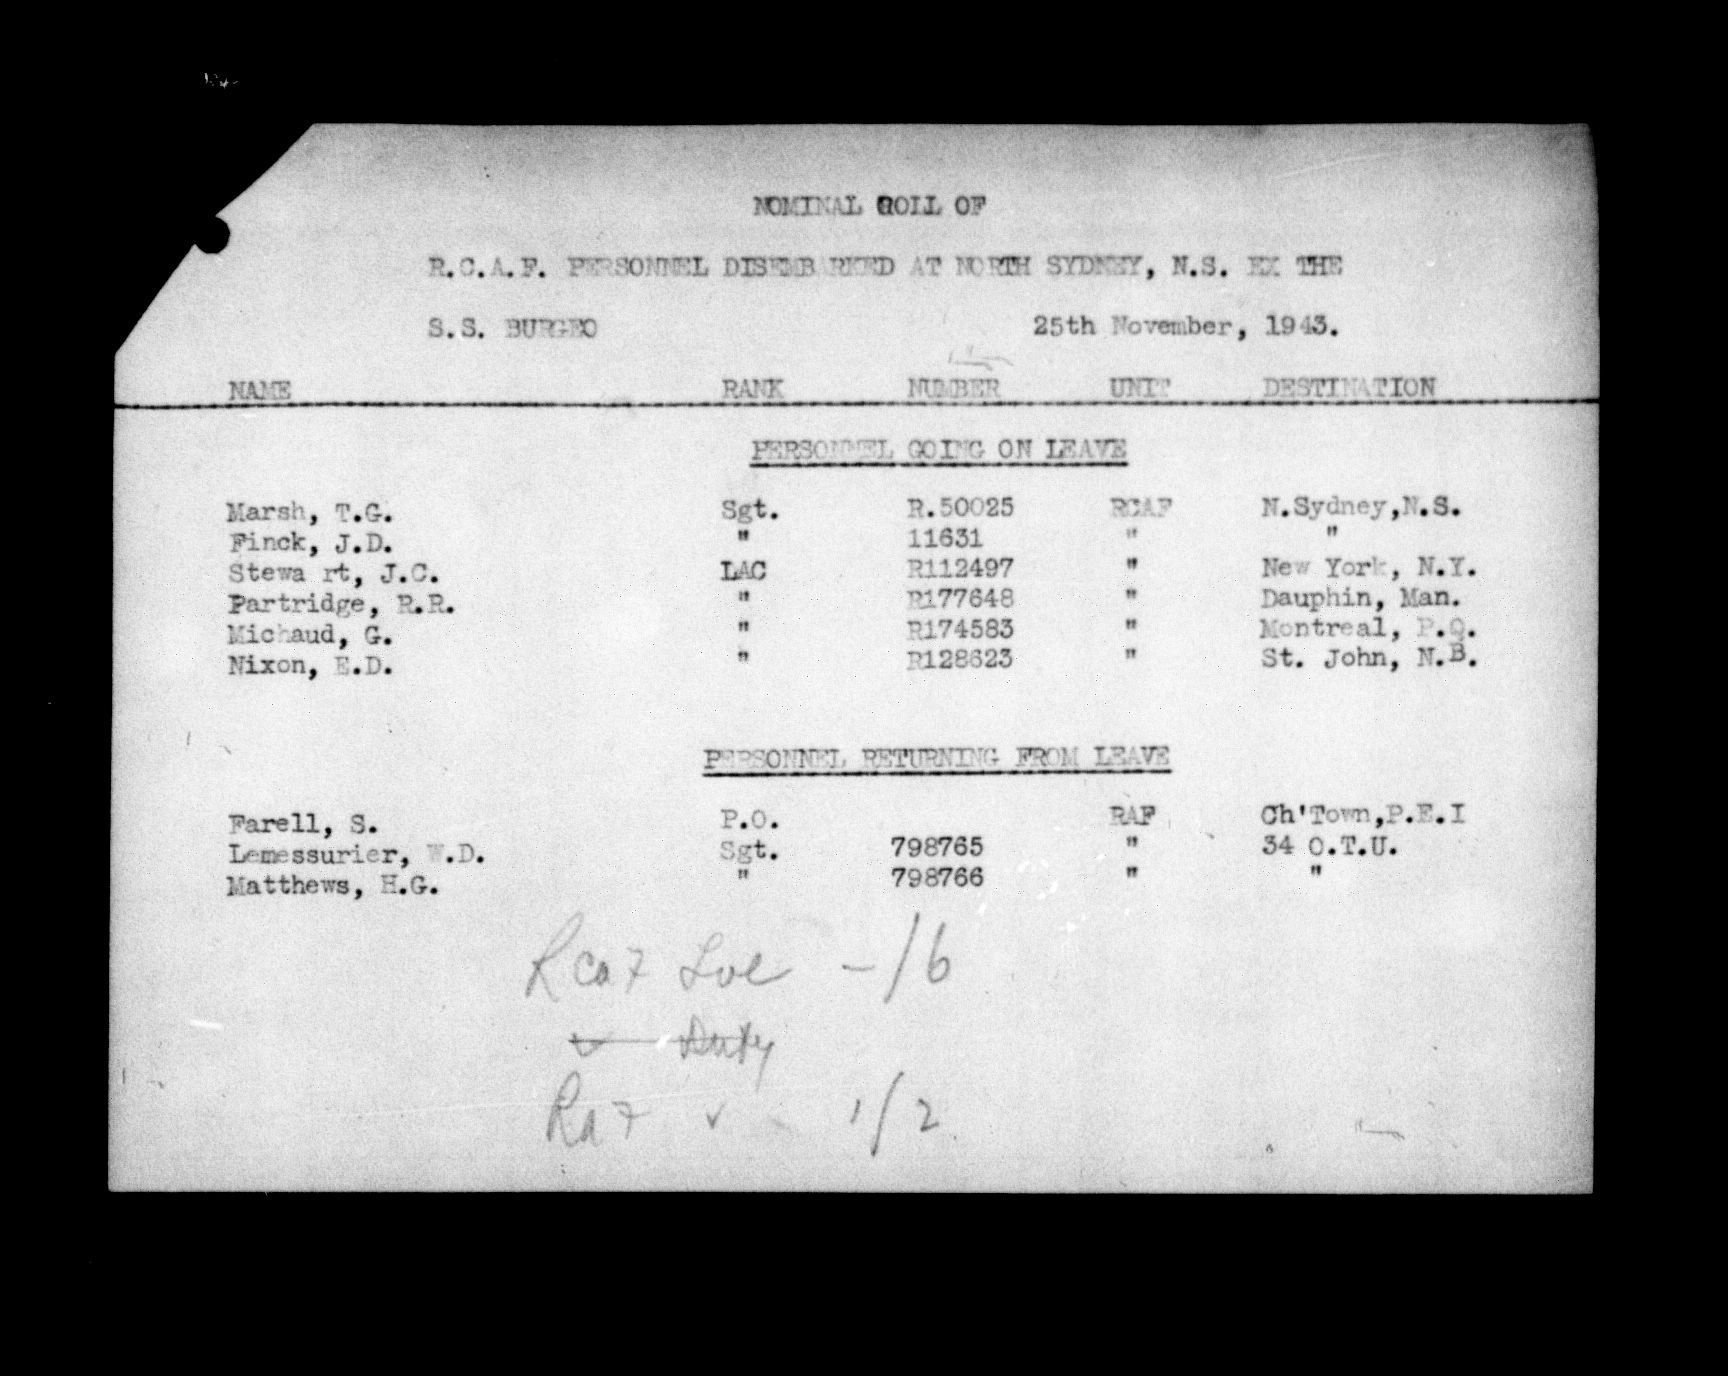 NOMINAL ROLL OF
R.C.A.F. PERSONNEL DISEMBARKED AT NORTH SYDNEY, N.S. EX THE
S.S. BURGEO 25th November, 1943.
NAME RANK NUMBER UNIT DESTINATION
PERSONNEL GOING ON LEAVE
Marsh, T.G. Sgt. R.50025 RCAF N.Sydney,N.S.
Finck, J.D. " 11631 " "
Stewa rt, J.C. LAC R112497 " New York, N.Y.
Partridge, R.R. " R177648 " Dauphin, Man.
Michaud, G. " R174583 " Montreal, P.Q.
Nixon, E.D. " R128623 " St. John, N.B.
PERSONNEL RETURNING FROM LEAVE
Farell, S. P.O. RAF Ch'Town,P.E.I
Lemessurier, W.D. Sgt. 798765 " 34 O.T.U.
Matthews, H.G. " 798766 " "
Rcaf Lve - /6
Duty
Raf ✓ 1/2